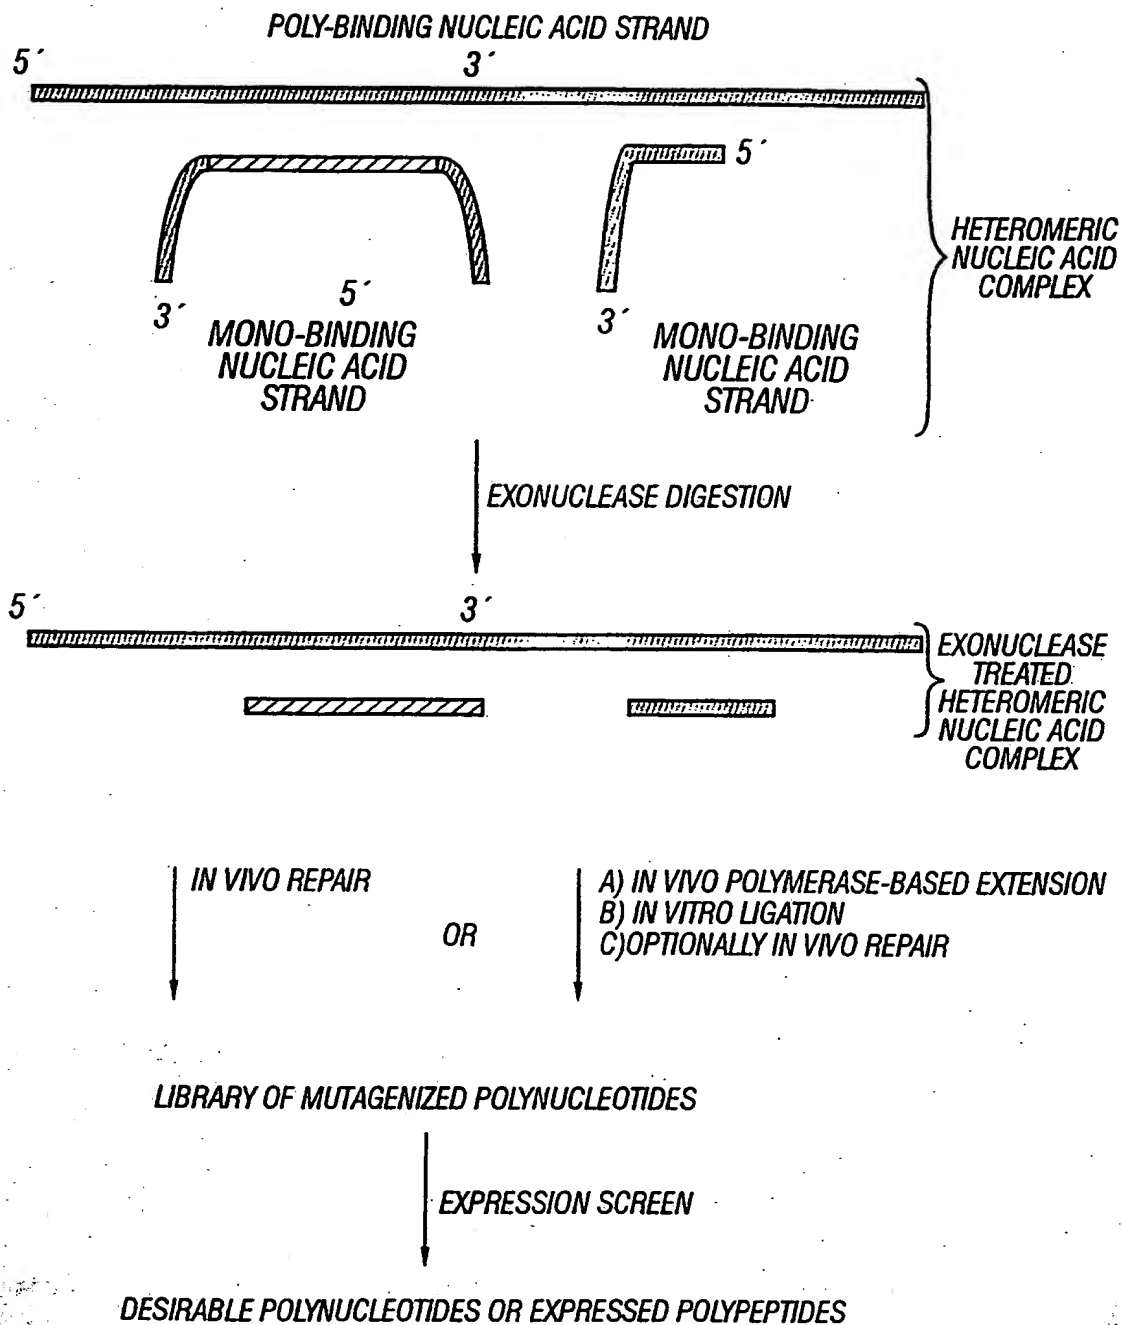 POLY-BINDING NUCLEIC ACID STRAND
5´
3´
5´
HETEROMERIC
NUCLEIC ACID
COMPLEX
3´
5´
MONO-BINDING
NUCLEIC ACID
STRAND
3´
MONO-BINDING
NUCLEIC ACID
STRAND
EXONUCLEASE DIGESTION
5´
3´
EXONUCLEASE
TREATED
HETEROMERIC
NUCLEIC ACID
COMPLEX
IN VIVO REPAIR
OR
A) IN VIVO POLYMERASE-BASED EXTENSION
B) IN VITRO LIGATION
C)OPTIONALLY IN VIVO REPAIR
LIBRARY OF MUTAGENIZED POLYNUCLEOTIDES
EXPRESSION SCREEN
DESIRABLE POLYNUCLEOTIDES OR EXPRESSED POLYPEPTIDES